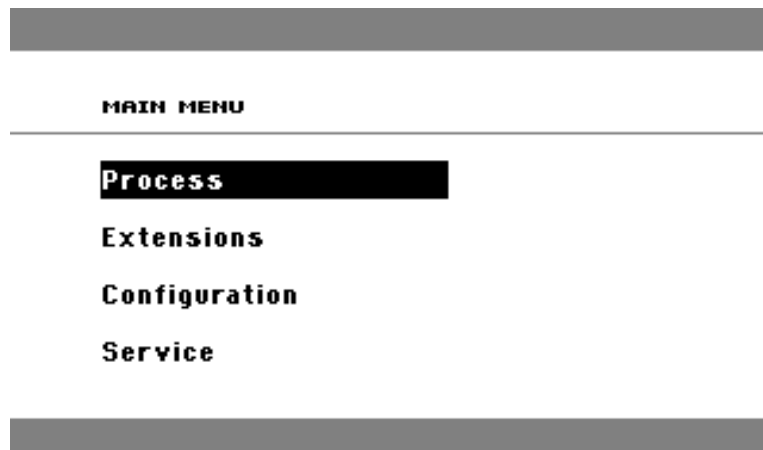 MAIN MENU
Process
Extensions
Configuration
Service